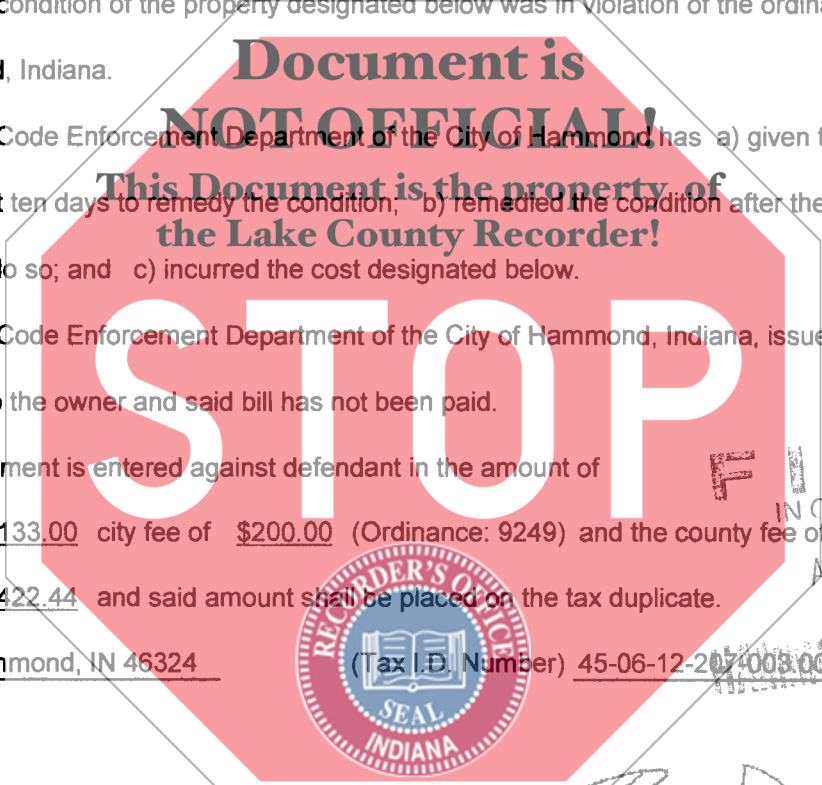 condition of the property designated below was in violation of the
Document is
, Indiana.
NOT OFFICIAL!
Code Enforcement Department of the City of Hammond has a) given
This Document is the property of
ten days to remedy the condition; b) remedied the condition after the
the Lake County Recorder!
so; and c) incurred the cost designated below.
STOP
Code Enforcement Department of the City of Hammond, Indiana,
the owner and said bill has not been paid.
is entered against defendant in the amount of
133.00 city fee of $200.00 (Ordinance: 9249) and the county fee
422.44 and said amount shall be placed on the tax duplicate.
IN 46324 (Tax I.D. Number) 45-06-12-207-003.00
RECORDER'S OFFICE
SEAL
INDIANA